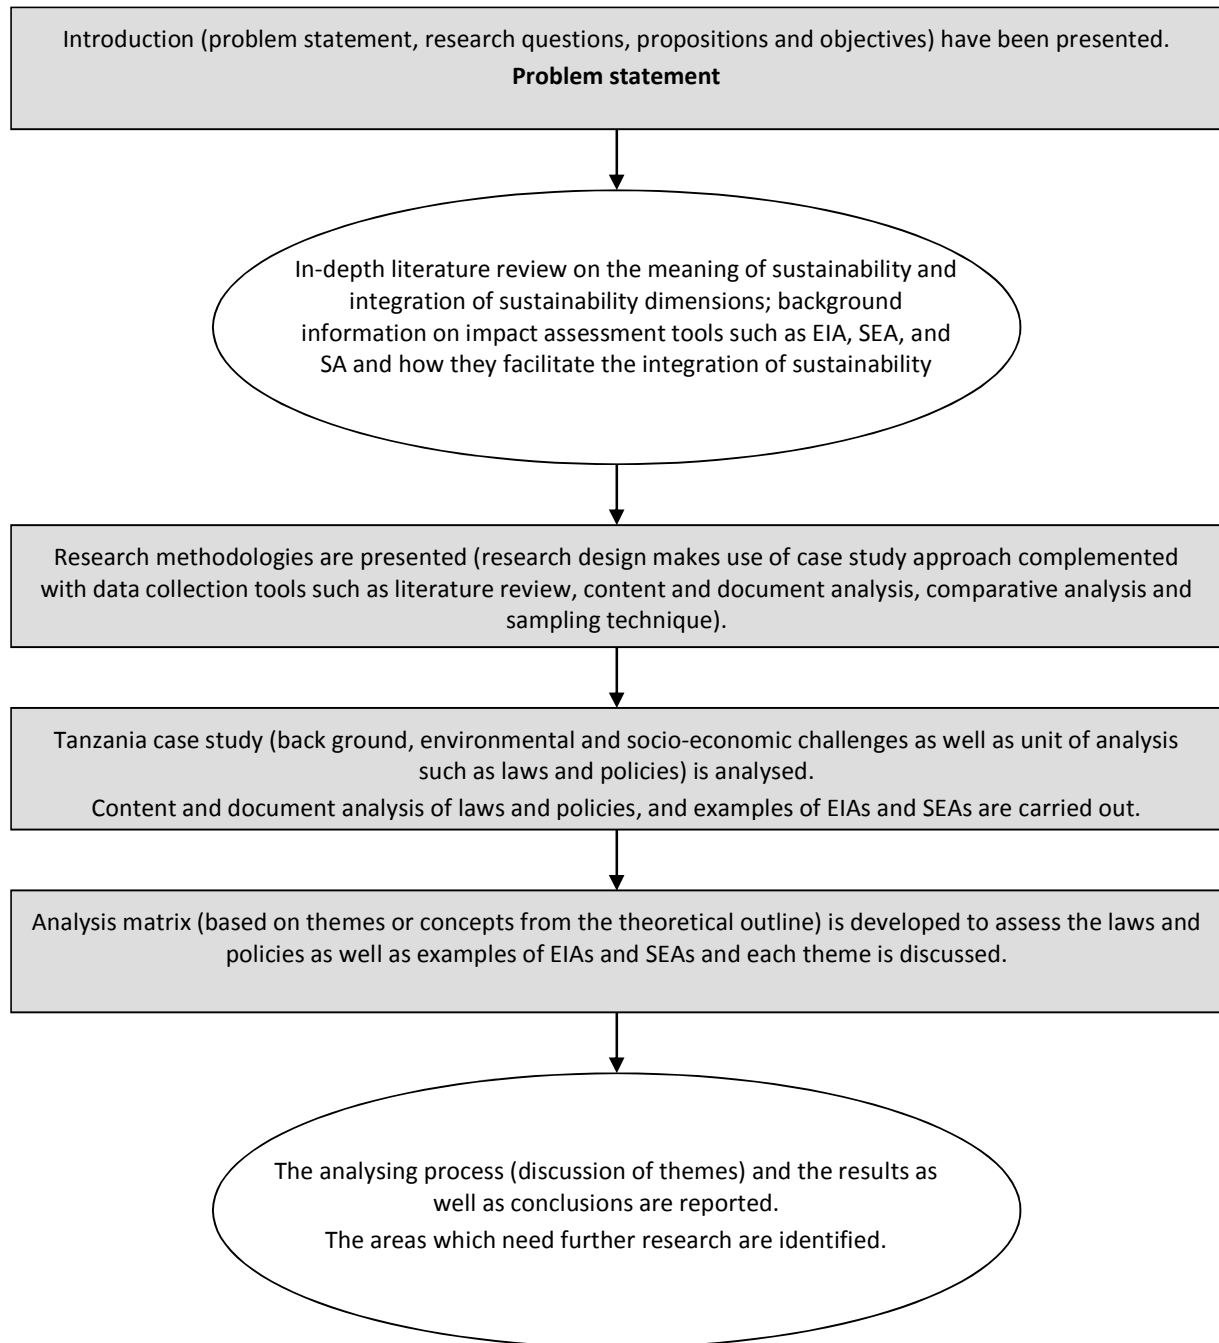 Introduction (problem statement, research questions, propositions and objectives) have been presented.
Problem statement
In-depth literature review on the meaning of sustainability and
integration of sustainability dimensions; background
information on impact assessment tools such as EIA, SEA, and
SA and how they facilitate the integration of sustainability
Research methodologies are presented (research design makes use of case study approach complemented
with data collection tools such as literature review, content and document analysis, comparative analysis and
sampling technique).
Tanzania case study (back ground, environmental and socio-economic challenges as well as unit of analysis
such as laws and policies) is analysed.
Content and document analysis of laws and policies, and examples of EIAs and SEAs are carried out.
Analysis matrix (based on themes or concepts from the theoretical outline) is developed to assess the laws and
policies as well as examples of EIAs and SEAs and each theme is discussed.
The analysing process (discussion of themes) and the results as
well as conclusions are reported.
The areas which need further research are identified.